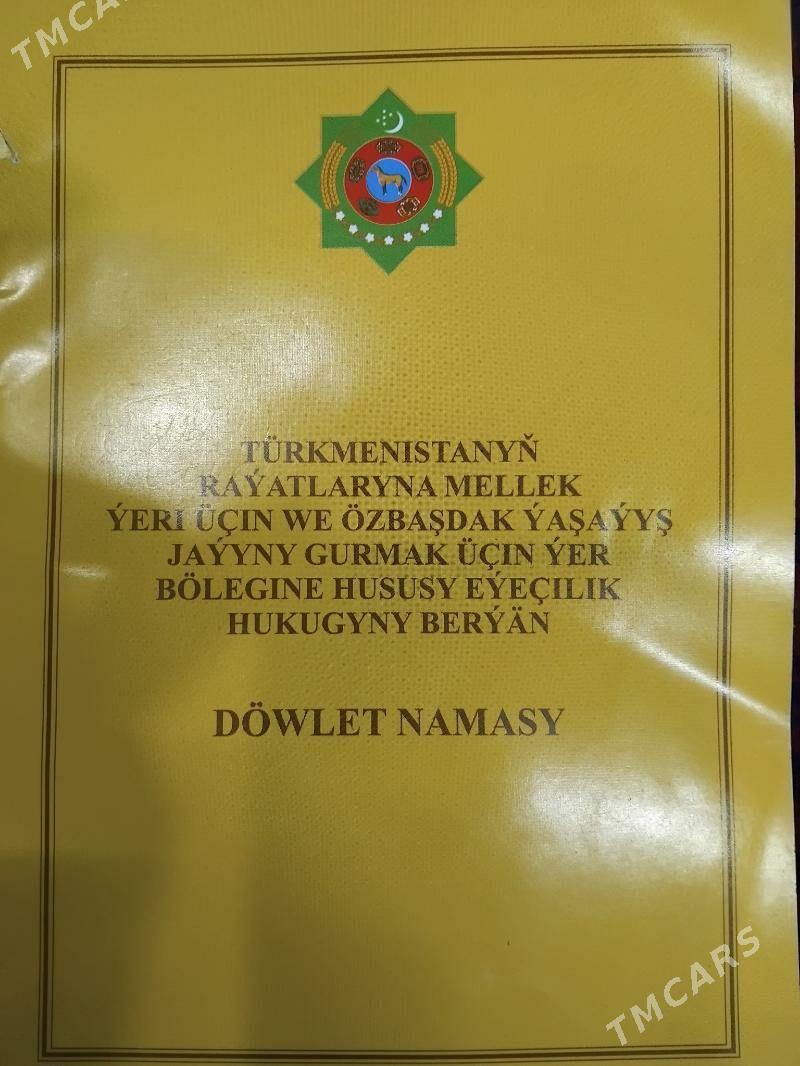 TMCARS
TÜRKMENISTANYŇ
RAÝATLARYNA MELLEK
ÝERI ÜÇIN WE ÖZBAŞDAK ÝAŞAÝYŞ
JAÝYNY GURMAK ÜÇIN ÝER
BÖLEGINE HUSUSY EÝEÇILIK
HUKUGYNY BERÝÄN
DÖWLET NAMASY
TMCARS